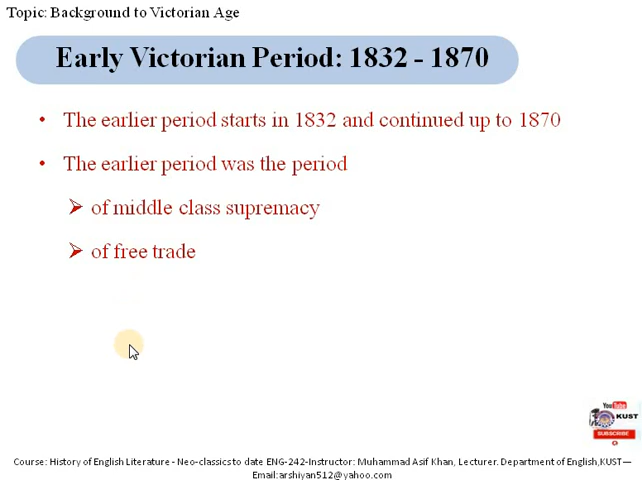 Topic: Background to Victorian Age
Early Victorian Period: 1832 - 1870
• The earlier period starts in 1832 and continued up to 1870
• The earlier period was the period
➢ of middle class supremacy
➢ of free trade
YouTube
KUST
SUBSCRIBE
Course: History of English Literature - Neo-classics to date ENG-242-Instructor: Muhammad Asif Khan, Lecturer. Department of English,KUST—
Email:arshiyan512@yahoo.com